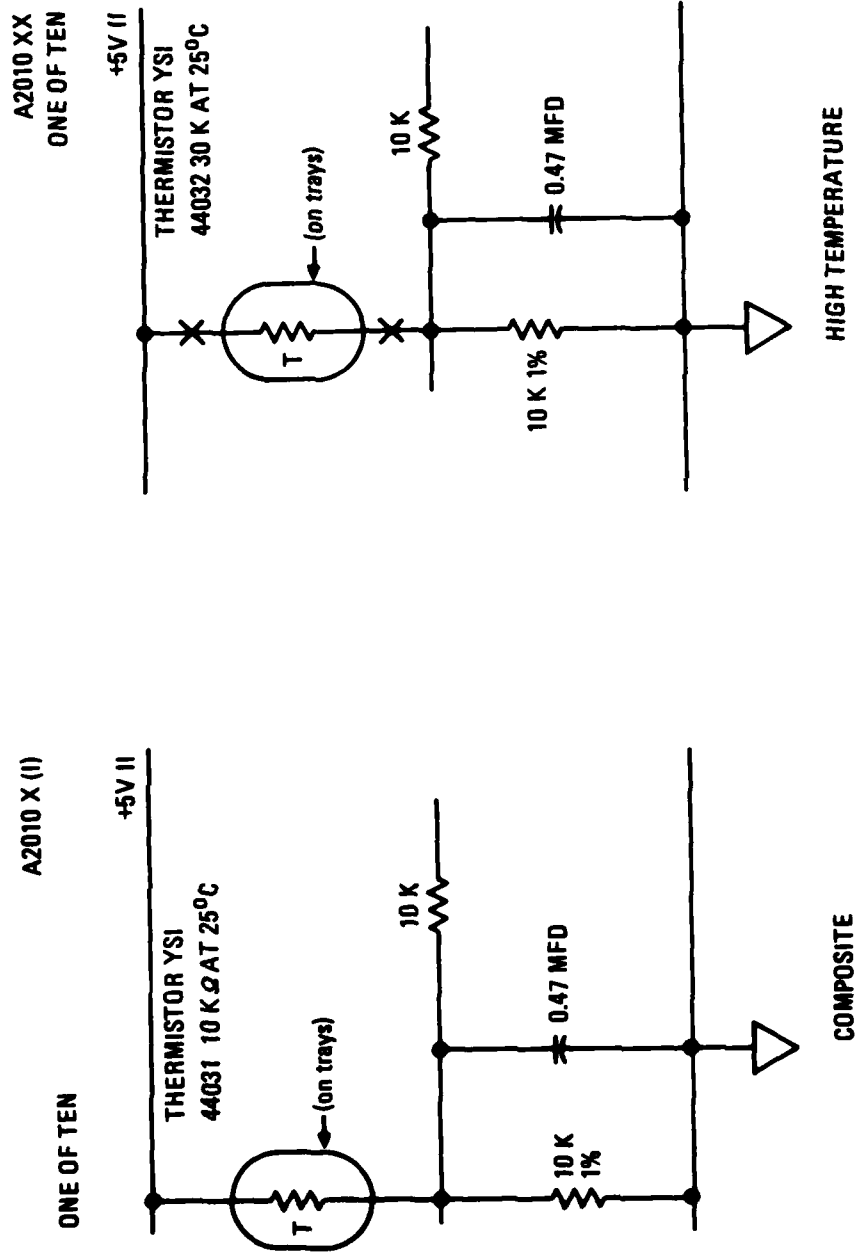 ONE OF TEN
A2010 X (I)
+5V II
THERMISTOR YSI
44031 10 KΩ AT 25°C
T
(on trays)
10 K
10 K
1%
0.47 MFD
COMPOSITE
A2010 XX
ONE OF TEN
+5V II
THERMISTOR YSI
44032 30 K AT 25°C
T
(on trays)
10 K
10 K 1%
0.47 MFD
HIGH TEMPERATURE